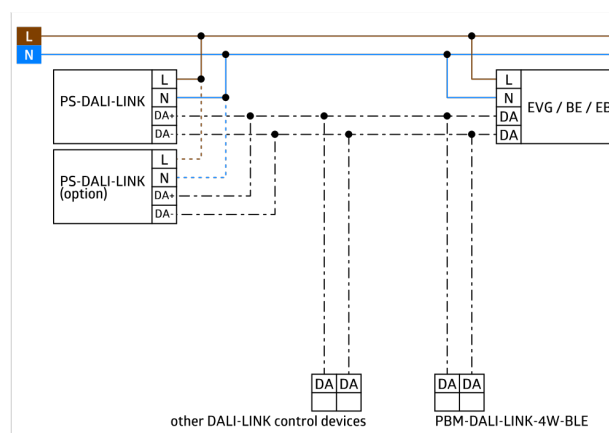 L
N
PS-DALI-LINK
L
N
DA+
DA-
PS-DALI-LINK
(option)
L
N
DA+
DA-
L
N
DA
DA
EVG / BE / EB
DA DA
other DALI-LINK control devices
DA DA
PBM-DALI-LINK-4W-BLE